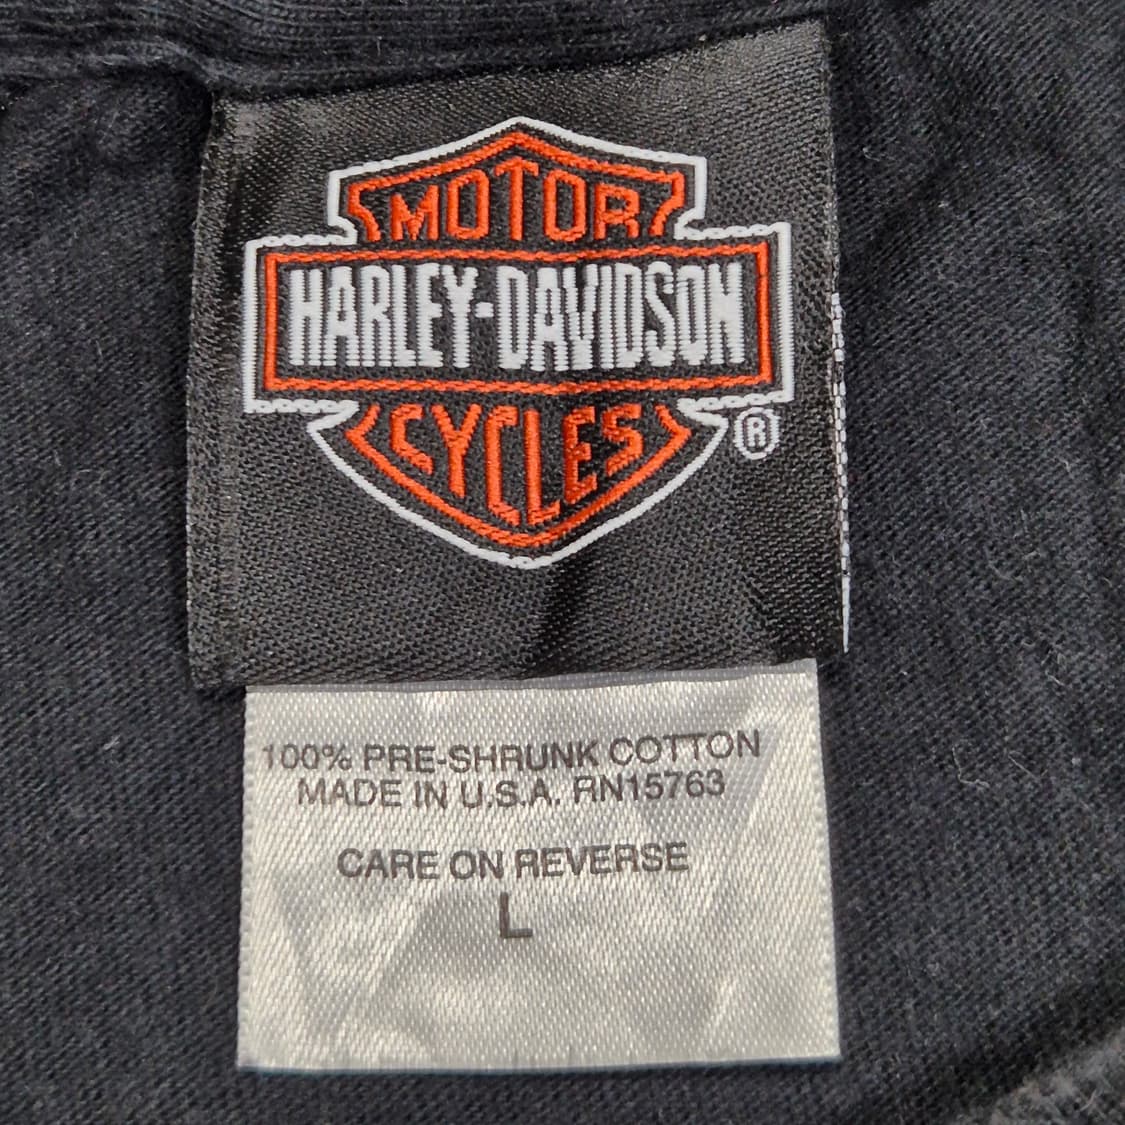 MOTOR
HARLEY-DAVIDSON
CYCLES
®
100% PRE-SHRUNK COTTON
MADE IN U.S.A. RN15763
CARE ON REVERSE
L